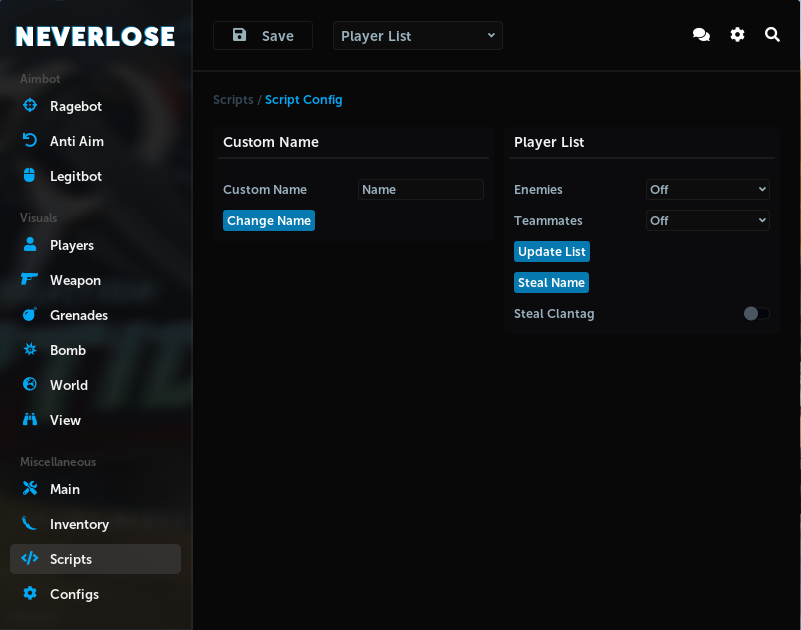 NEVERLOSE
Save
Player List
Aimbot
Ragebot
Anti Aim
Legitbot
Visuals
Players
Weapon
Grenades
Bomb
World
View
Miscellaneous
Main
Inventory
Scripts
Configs
Scripts / Script Config
Custom Name
Custom Name Name
Change Name
Player List
Enemies Off
Teammates Off
Update List
Steal Name
Steal Clantag